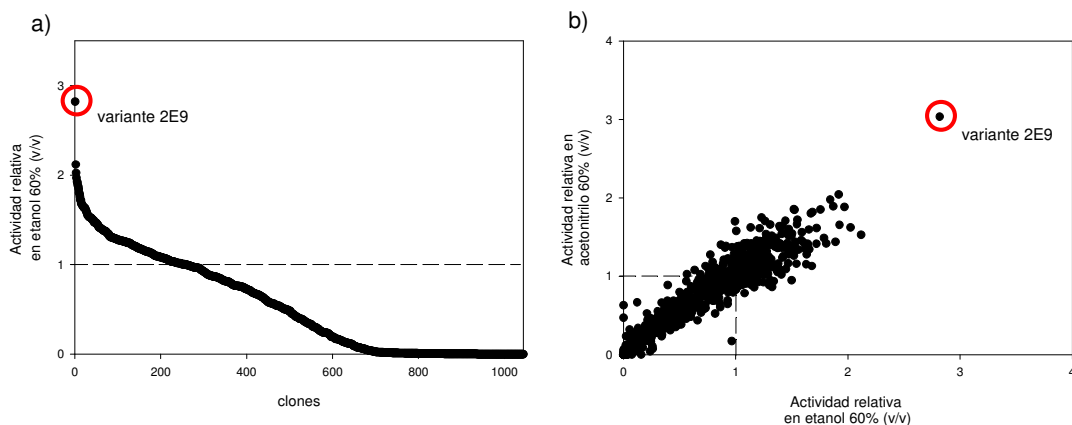 a)
Actividad relativa
en etanol 60% (v/v)
3
2
1
0
variante 2E9
0
200
400
600
800
1000
clones
b)
Actividad relativa en
acetonitrilo 60% (v/v)
4
3
2
1
0
variante 2E9
0
1
2
3
4
Actividad relativa
en etanol 60% (v/v)